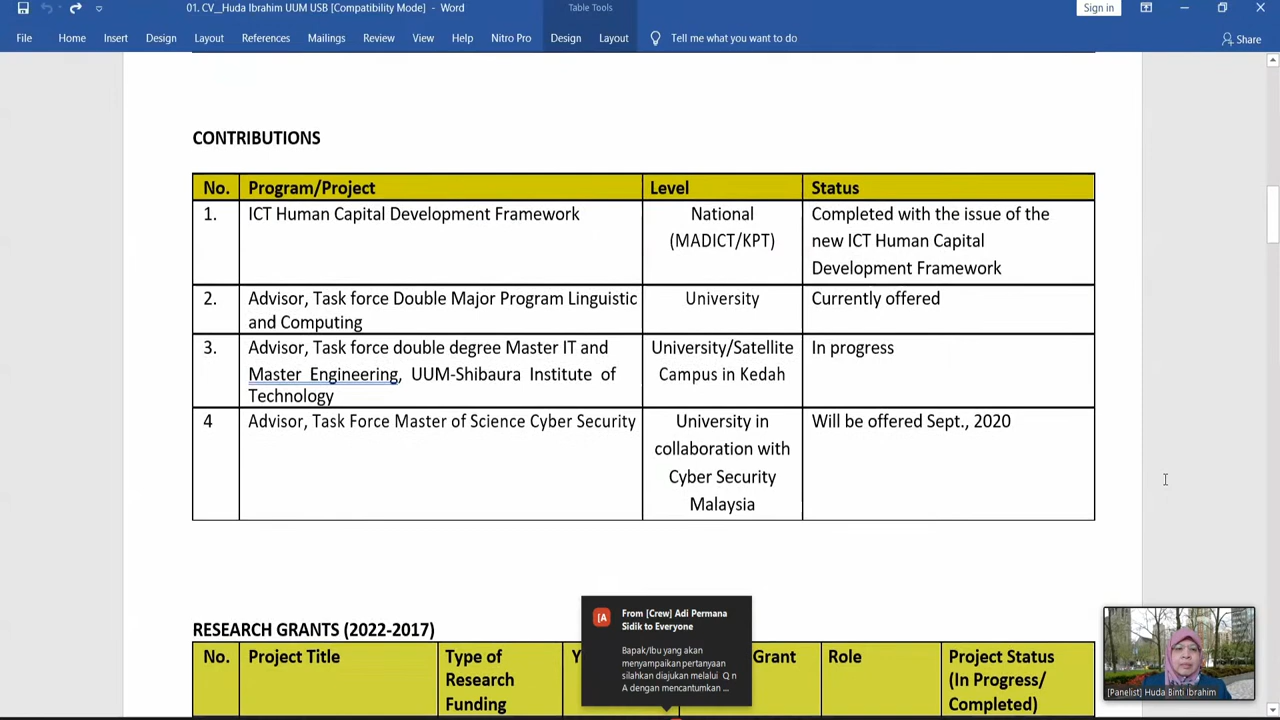 01. CV__Huda Ibrahim UUM USB [Compatibility Mode] - Word
Table Tools
Sign in
File Home Insert Design Layout References Mailings Review View Help Nitro Pro Design Layout Tell me what you want to do Share
CONTRIBUTIONS
No. Program/Project Level Status
1. ICT Human Capital Development Framework National Completed with the issue of the
(MADICT/KPT) new ICT Human Capital
Development Framework
2. Advisor, Task force Double Major Program Linguistic University Currently offered
and Computing
3. Advisor, Task force double degree Master IT and University/Satellite In progress
Master Engineering, UUM-Shibaura Institute of Campus in Kedah
Technology
4 Advisor, Task Force Master of Science Cyber Security University in Will be offered Sept., 2020
collaboration with
Cyber Security
Malaysia
RESEARCH GRANTS (2022-2017)
No. Project Title Type of Y Grant Role Project Status
Research (In Progress/
Funding Completed)
[A
From [Crew] Adi Permana
Sidik to Everyone
Bapak/Ibu yang akan
menyampaikan pertanyaan
silahkan diajukan melalui Q n
A dengan mencantumkan ...
[Panelist] Huda Binti Ibrahim